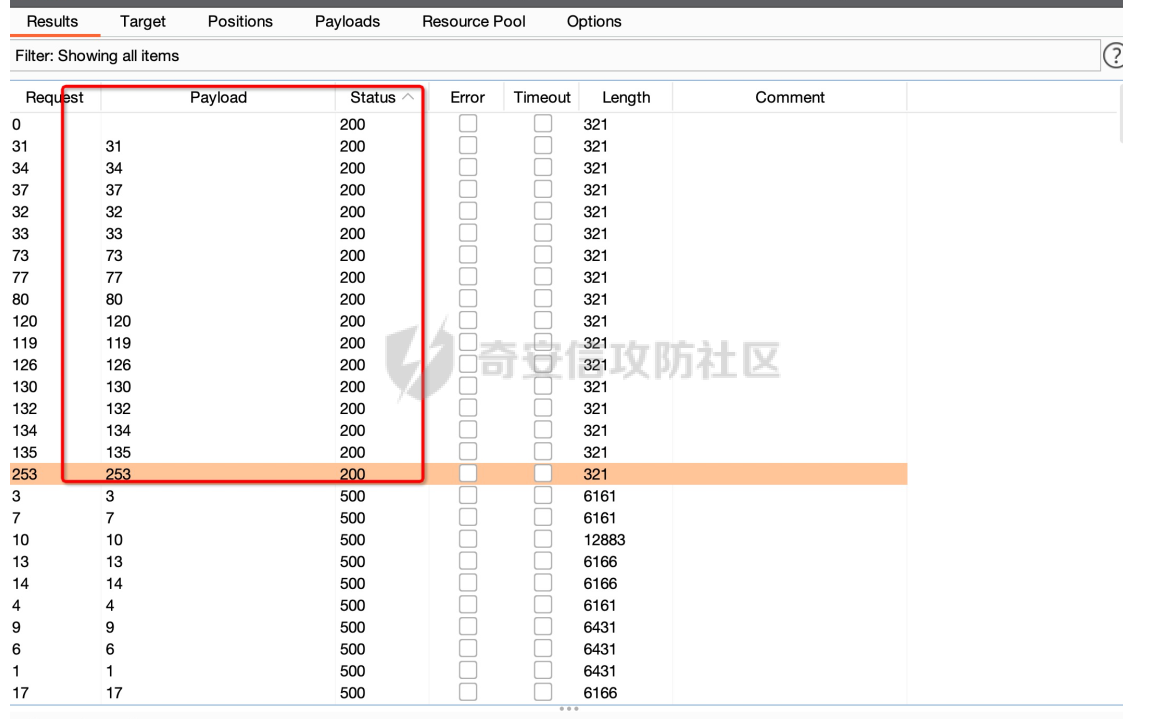 Results Target Positions Payloads Resource Pool Options
Filter: Showing all items
?
Request Payload Status Error Timeout Length Comment
0 200 321
31 31 200 321
34 34 200 321
37 37 200 321
32 32 200 321
33 33 200 321
73 73 200 321
77 77 200 321
80 80 200 321
120 120 200 321
119 119 200 321
奇安信攻防社区
126 126 200 321
130 130 200 321
132 132 200 321
134 134 200 321
135 135 200 321
253 253 200 321
3 3 500 6161
7 7 500 6161
10 10 500 12883
13 13 500 6166
14 14 500 6166
4 4 500 6161
9 9 500 6431
6 6 500 6431
1 1 500 6431
17 17 500 6166